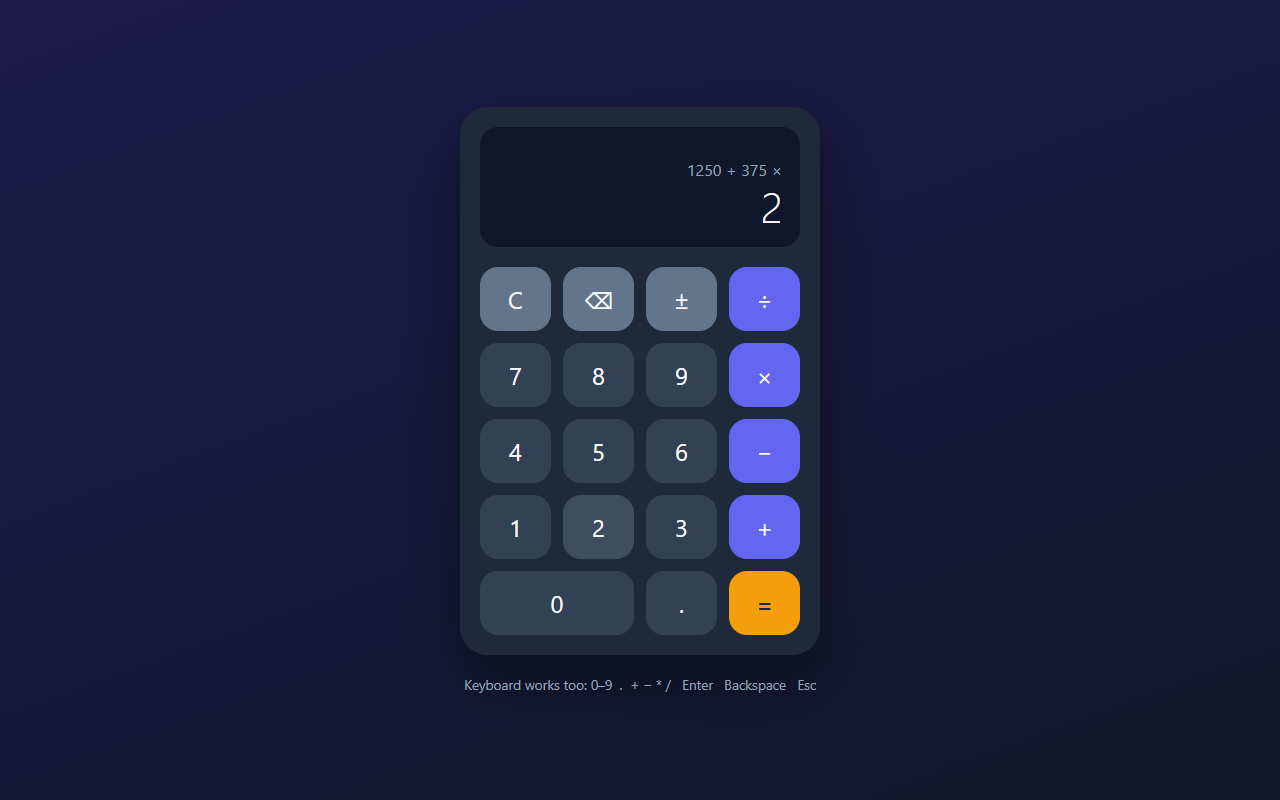 1250 + 375 ×
2
C ⌫ ± ÷
7 8 9 ×
4 5 6 −
1 2 3 +
0 . =
Keyboard works too: 0–9 . + − * / Enter Backspace Esc